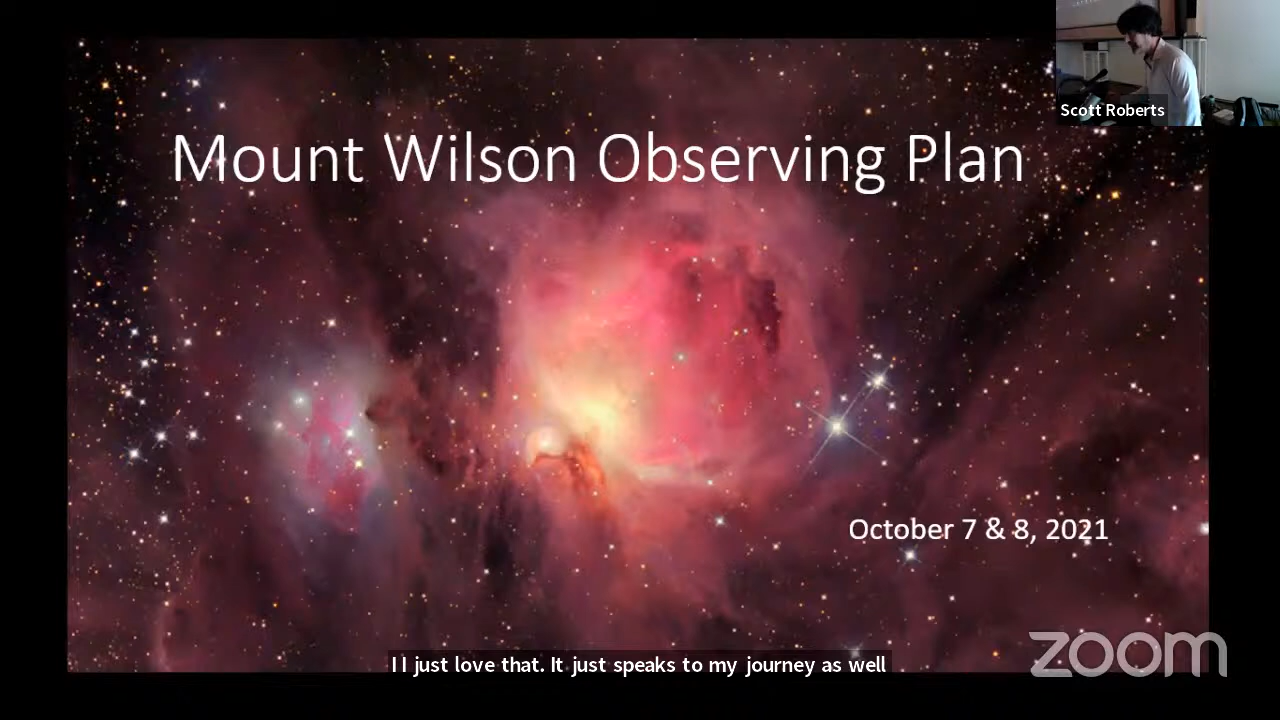 Scott Roberts
Mount Wilson Observing Plan
October 7 & 8, 2021
zoom
I I just love that. It just speaks to my journey as well